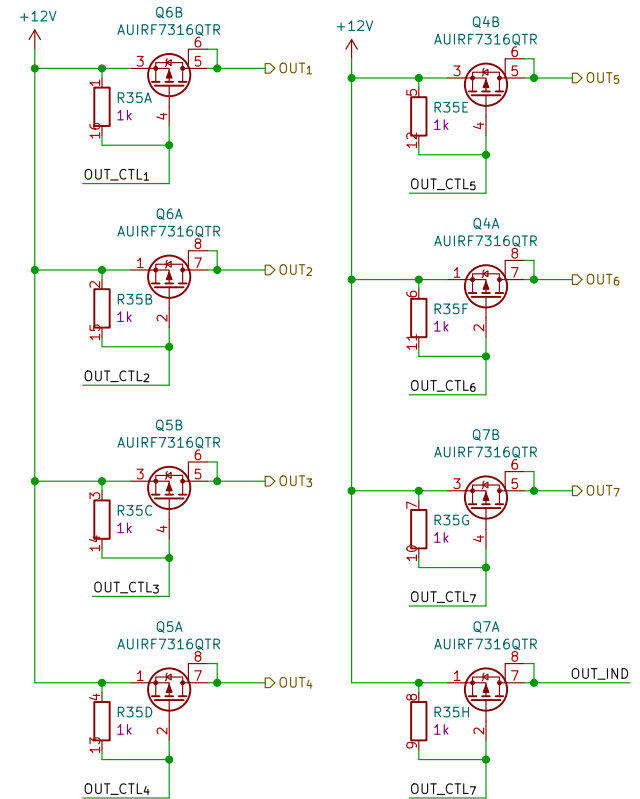 +12V
Q6B
AUIRF7316QTR
3
6
5
OUT1
1
R35A
1k
16
4
OUT_CTL1
Q6A
AUIRF7316QTR
1
8
7
OUT2
2
R35B
1k
15
2
OUT_CTL2
Q5B
AUIRF7316QTR
3
6
5
OUT3
3
R35C
1k
14
4
OUT_CTL3
Q5A
AUIRF7316QTR
1
8
7
OUT4
4
R35D
1k
13
2
OUT_CTL4
+12V
Q4B
AUIRF7316QTR
3
6
5
OUT5
5
R35E
1k
12
4
OUT_CTL5
Q4A
AUIRF7316QTR
1
8
7
OUT6
6
R35F
1k
11
2
OUT_CTL6
Q7B
AUIRF7316QTR
3
6
5
OUT7
7
R35G
1k
10
4
OUT_CTL7
Q7A
AUIRF7316QTR
1
8
7
OUT_IND
8
R35H
1k
9
2
OUT_CTL7